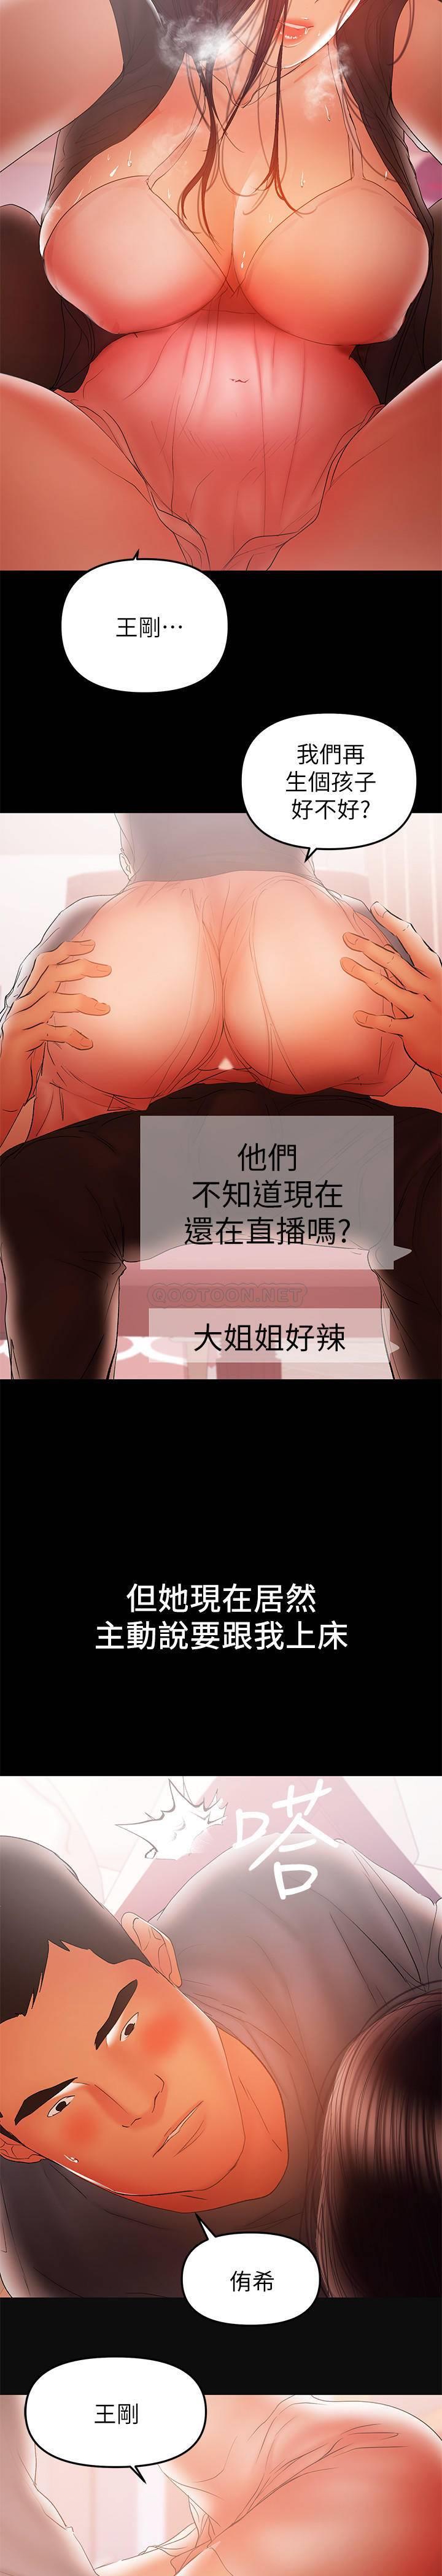 王剛…
我們再
生個孩子
好不好?
他們
不知道現在
還在直播嗎?
QOOTOON.NET
大姐姐好辣
但她現在居然
主動說要跟我上床
嗒
侑希
王剛